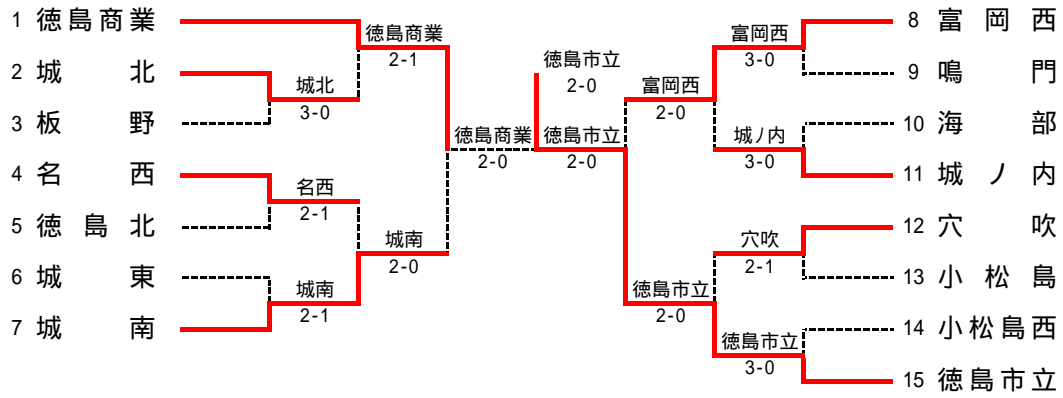 1 徳島商業
2 城北
3 板野
4 名西
5 徳島北
6 城東
7 城南
徳島商業
2-1
城北
3-0
名西
2-1
城南
2-1
城南
2-0
徳島商業
2-0
徳島市立
2-0
徳島市立
2-0
富岡西
2-0
富岡西
3-0
城ノ内
3-0
穴吹
2-1
徳島市立
2-0
徳島市立
3-0
8 富岡西
9 鳴門
10 海部
11 城ノ内
12 穴吹
13 小松島
14 小松島西
15 徳島市立